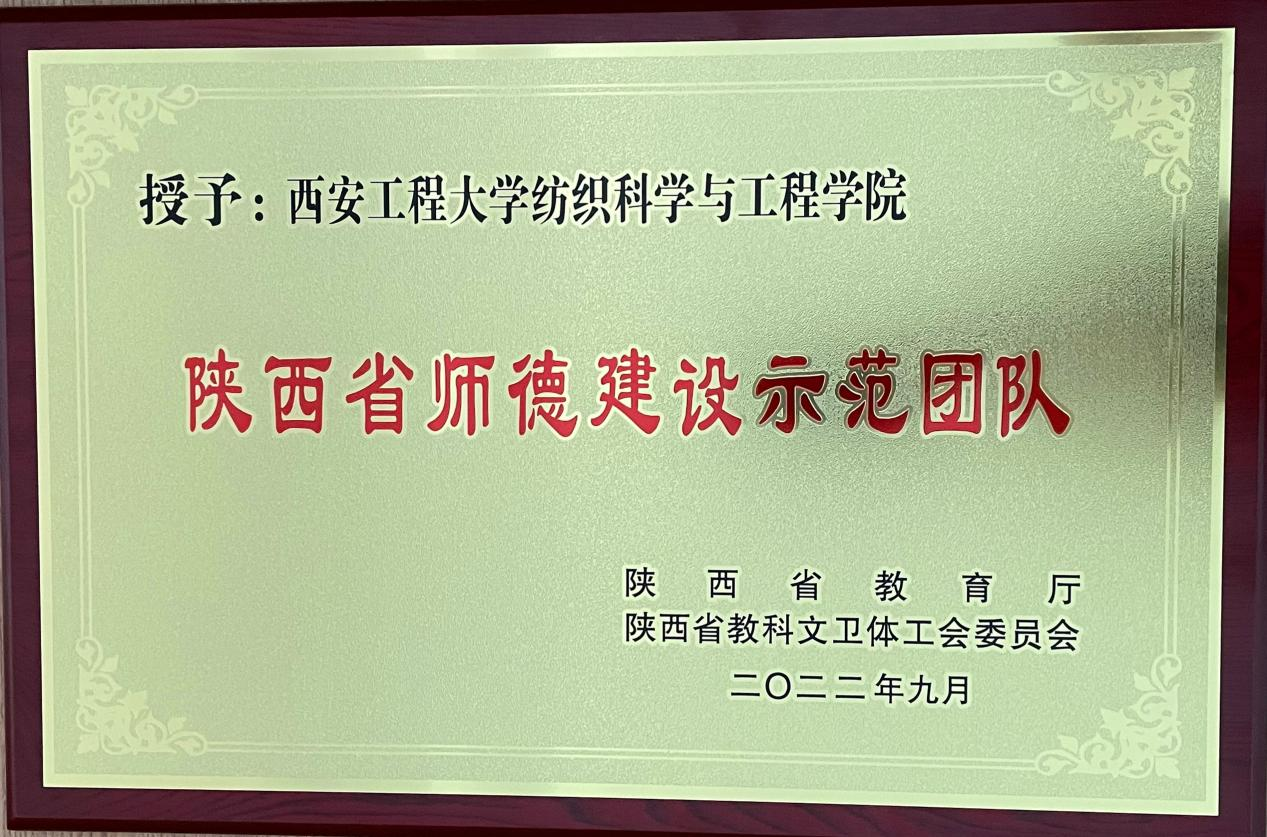 授予：西安工程大学纺织科学与工程学院
陕西省师德建设示范团队
陕西省教育厅
陕西省教科文卫体工会委员会
二〇二二年九月